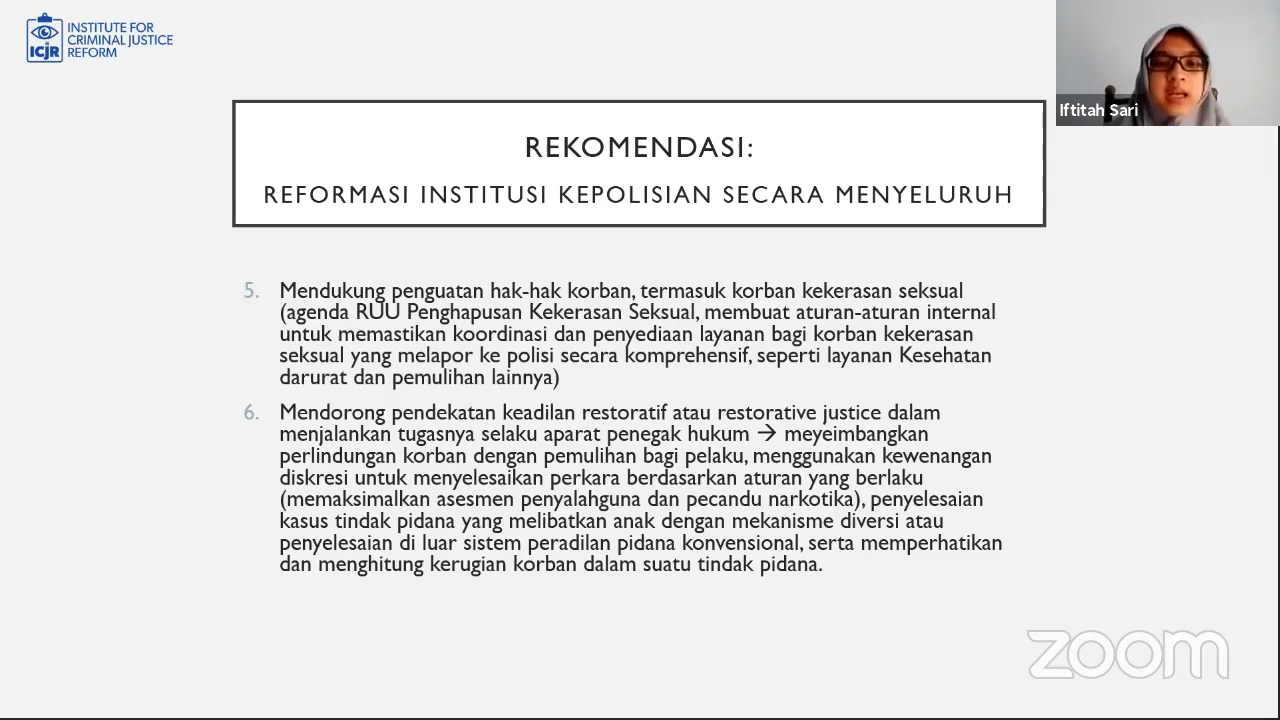 ICJR
INSTITUTE FOR
CRIMINAL JUSTICE
REFORM
Iftitah Sari
REKOMENDASI:
REFORMASI INSTITUSI KEPOLISIAN SECARA MENYELURUH
5. Mendukung penguatan hak-hak korban, termasuk korban kekerasan seksual
(agenda RUU Penghapusan Kekerasan Seksual, membuat aturan-aturan internal
untuk memastikan koordinasi dan penyediaan layanan bagi korban kekerasan
seksual yang melapor ke polisi secara komprehensif, seperti layanan Kesehatan
darurat dan pemulihan lainnya)
6. Mendorong pendekatan keadilan restoratif atau restorative justice dalam
menjalankan tugasnya selaku aparat penegak hukum → meyeimbangkan
perlindungan korban dengan pemulihan bagi pelaku, menggunakan kewenangan
diskresi untuk menyelesaikan perkara berdasarkan aturan yang berlaku
(memaksimalkan asesmen penyalahguna dan pecandu narkotika), penyelesaian
kasus tindak pidana yang melibatkan anak dengan mekanisme diversi atau
penyelesaian di luar sistem peradilan pidana konvensional, serta memperhatikan
dan menghitung kerugian korban dalam suatu tindak pidana.
zoom